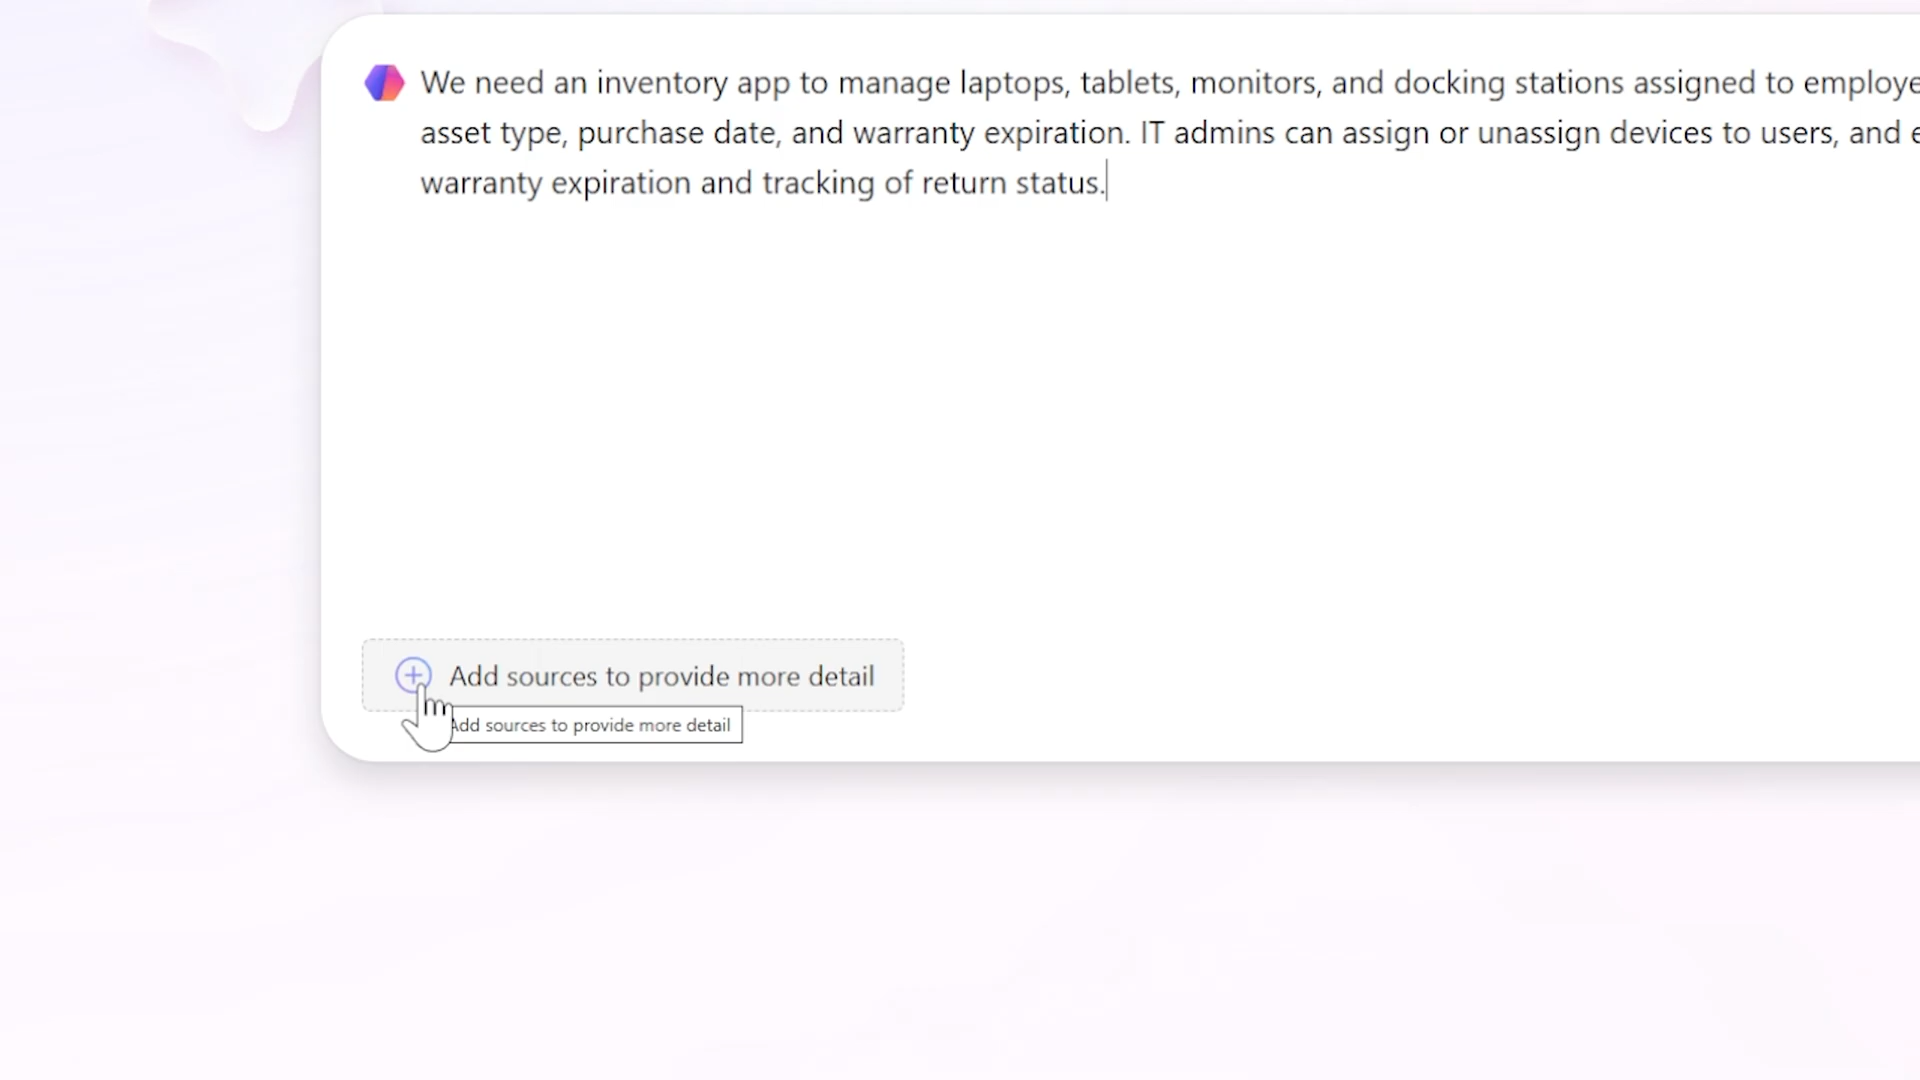 We need an inventory app to manage laptops, tablets, monitors, and docking stations assigned to
asset type, purchase date, and warranty expiration. IT admins can assign or unassign devices to users, and
warranty expiration and tracking of return status.
Add sources to provide more detail
Add sources to provide more detail